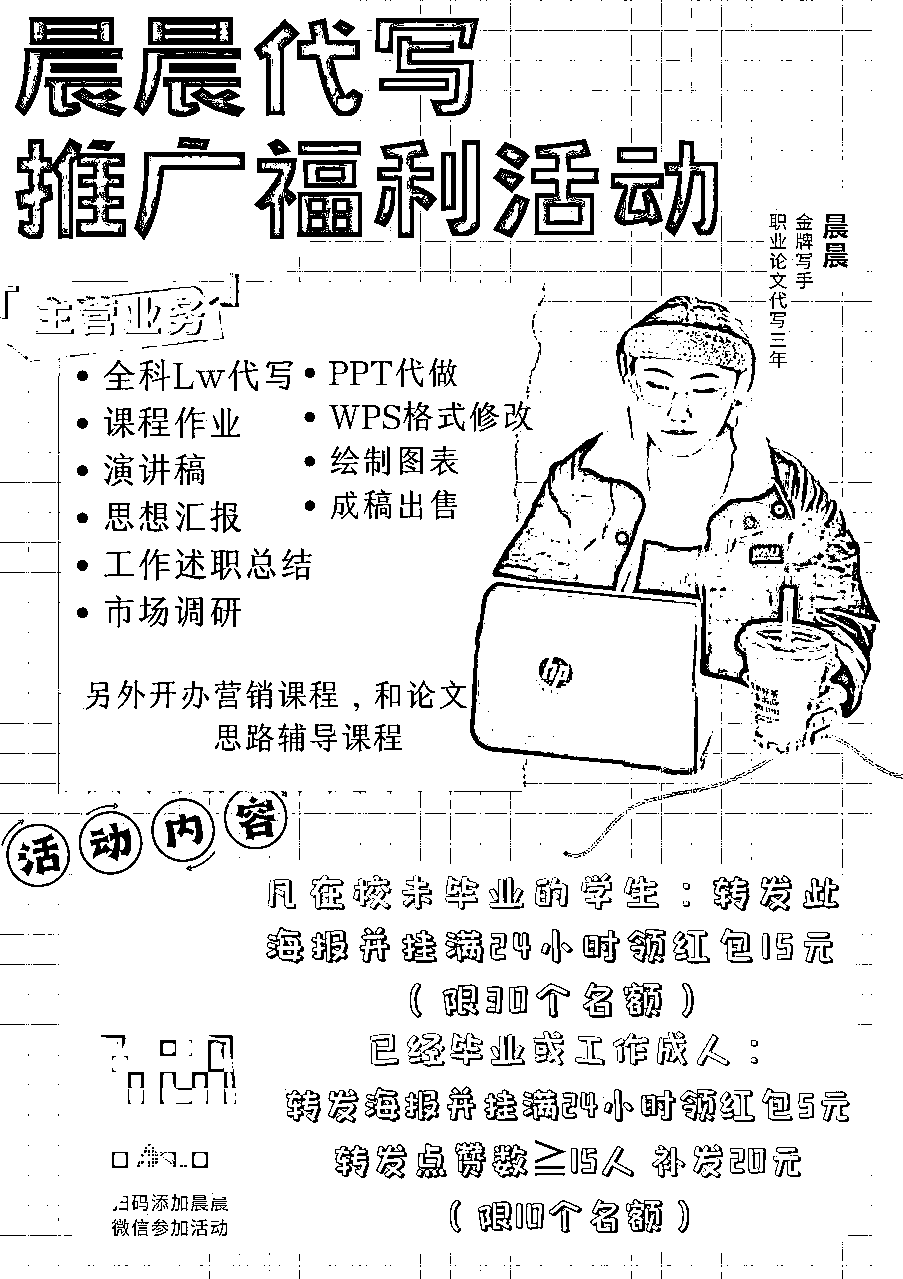 晨晨代写
推广福利活动
晨晨
金牌写手
职业论文代写三年
主营业务
全科Lw代写
课程作业
演讲稿
思想汇报
工作述职总结
市场调研
PPT代做
WPS格式修改
绘制图表
成稿出售
另外开办营销课程，和论文
思路辅导课程
hp
活动内容
凡在校未毕业的学生：转发此
海报并挂满24小时领红包15元
（限30个名额）
已经毕业或工作成人：
转发海报并挂满24小时领红包5元
转发点赞数≧15人 补发20元
（限10个名额）
扫码添加晨晨
微信参加活动